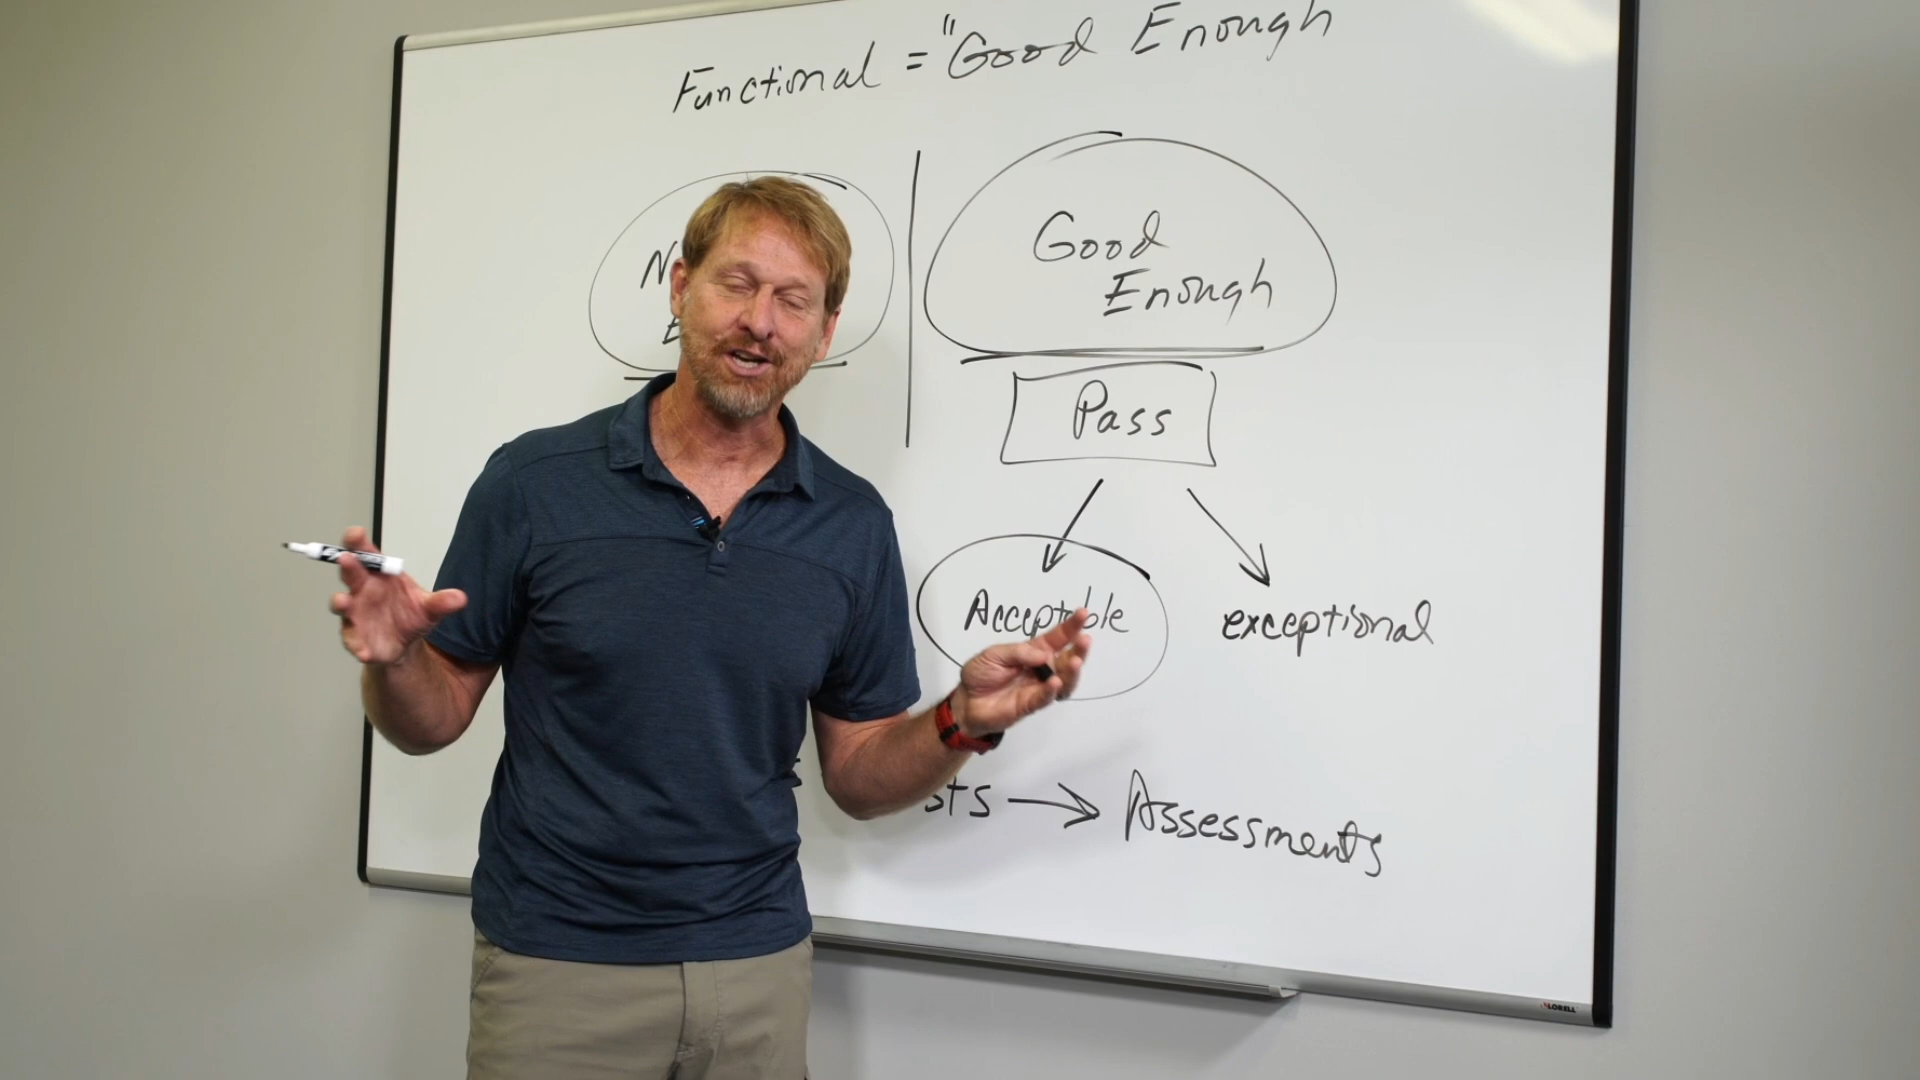 Functional = "Good Enough
Good
Enough
Pass
Acceptable
exceptional
sts → Assessments
LORELL